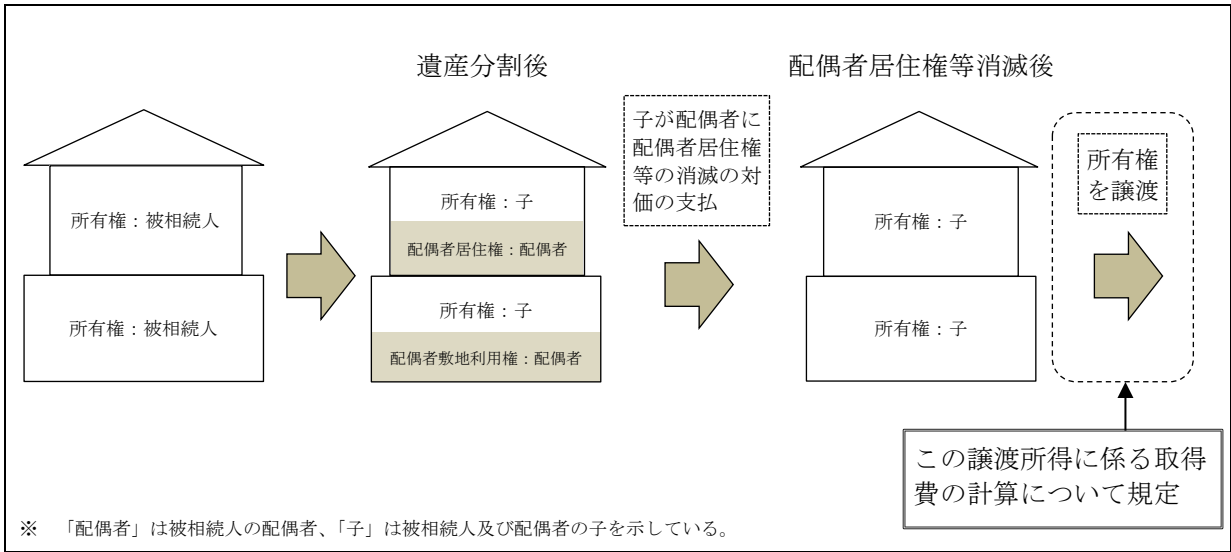 遺産分割後
配偶者居住権等消滅後
所有権：被相続人
所有権：被相続人
所有権：子
配偶者居住権：配偶者
所有権：子
配偶者敷地利用権：配偶者
子が配偶者に
配偶者居住権
等の消滅の対
価の支払
所有権：子
所有権：子
所有権
を譲渡
この譲渡所得に係る取得
費の計算について規定
※　「配偶者」は被相続人の配偶者、「子」は被相続人及び配偶者の子を示している。